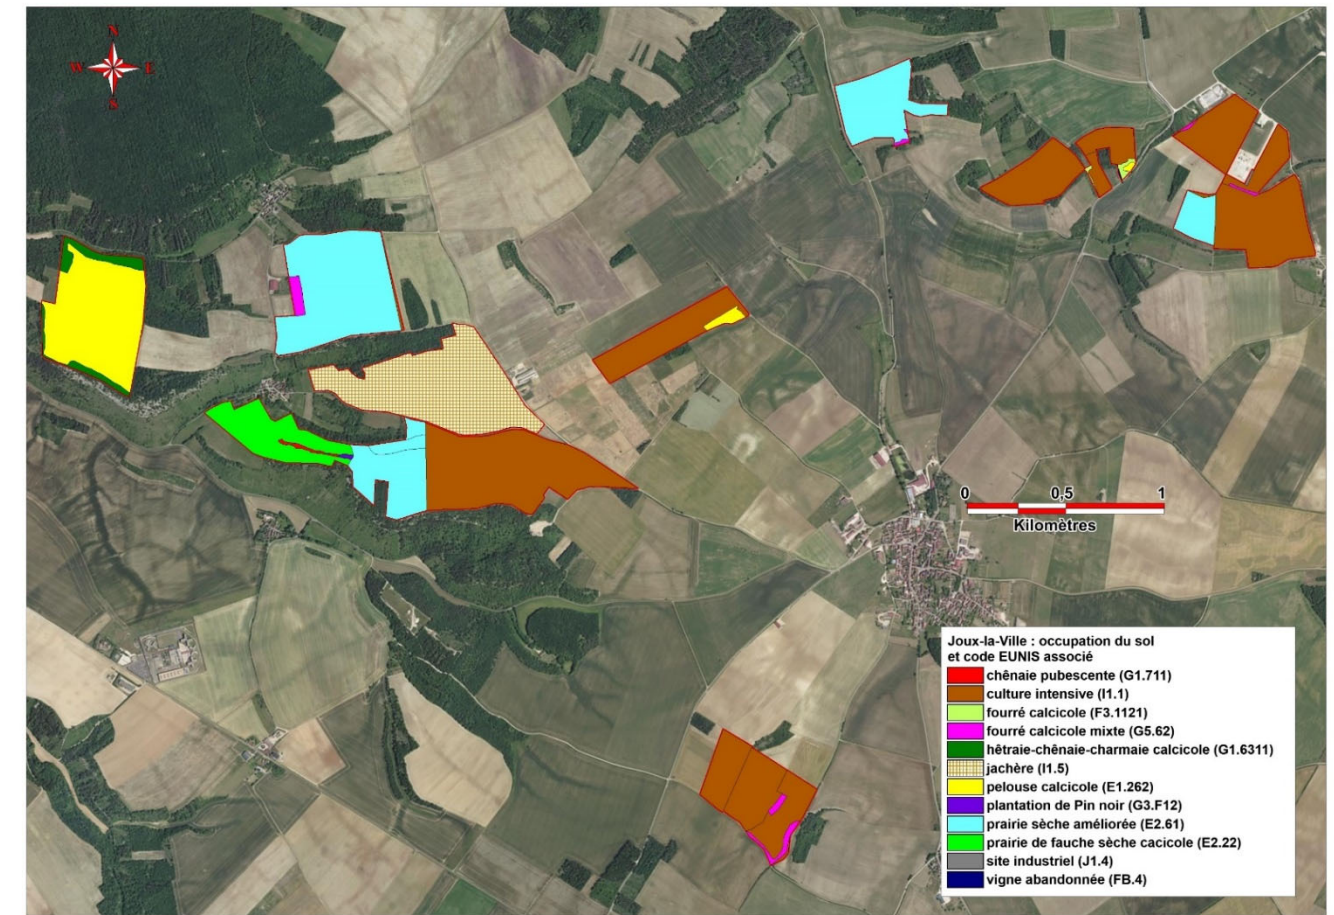 N
W E
S
0 0,5 1
Kilomètres
Joux-la-Ville : occupation du sol
et code EUNIS associé
chênaie pubescente (G1.711)
culture intensive (I1.1)
fourré calcicole (F3.1121)
fourré calcicole mixte (G5.62)
hêtraie-chênaie-charmaie calcicole (G1.6311)
jachère (I1.5)
pelouse calcicole (E1.262)
plantation de Pin noir (G3.F12)
prairie sèche améliorée (E2.61)
prairie de fauche sèche cacicole (E2.22)
site industriel (J1.4)
vigne abandonnée (FB.4)